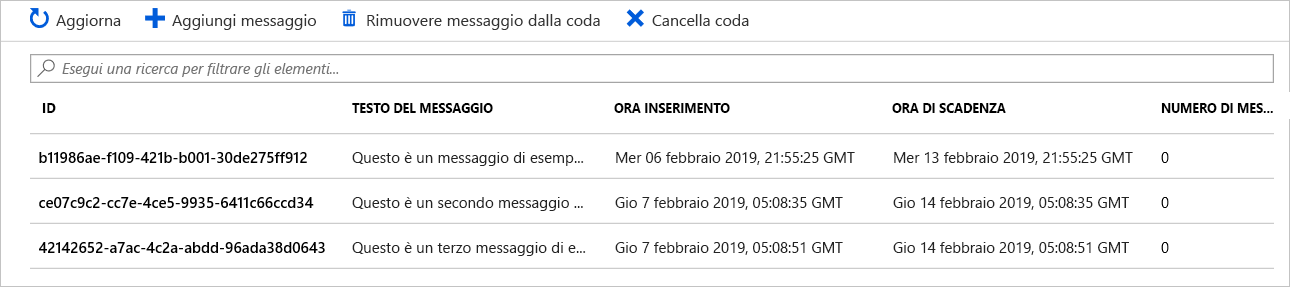 Aggiorna Aggiungi messaggio Rimuovere messaggio dalla coda Cancella coda
Esegui una ricerca per filtrare gli elementi...
ID TESTO DEL MESSAGGIO ORA INSERIMENTO ORA DI SCADENZA NUMERO DI MES...
b11986ae-f109-421b-b001-30de275ff912 Questo è un messaggio di esemp... Mer 06 febbraio 2019, 21:55:25 GMT Mer 13 febbraio 2019, 21:55:25 GMT 0
ce07c9c2-cc7e-4ce5-9935-6411c66ccd34 Questo è un secondo messaggio ... Gio 7 febbraio 2019, 05:08:35 GMT Gio 14 febbraio 2019, 05:08:35 GMT 0
42142652-a7ac-4c2a-abdd-96ada38d0643 Questo è un terzo messaggio di e... Gio 7 febbraio 2019, 05:08:51 GMT Gio 14 febbraio 2019, 05:08:51 GMT 0